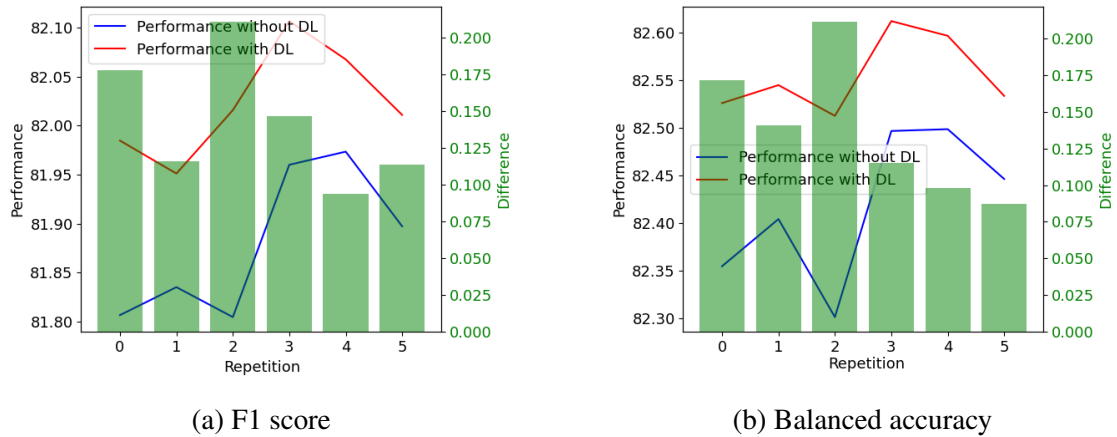 Performance without DL
Performance with DL
82.10
82.05
82.00
81.95
81.90
81.85
81.80
Performance
0.200
0.175
0.150
0.125
0.100
0.075
0.050
0.025
0.000
Difference
0 1 2 3 4 5
Repetition
(a) F1 score
Performance without DL
Performance with DL
82.60
82.55
82.50
82.45
82.40
82.35
82.30
Performance
0.200
0.175
0.150
0.125
0.100
0.075
0.050
0.025
0.000
Difference
0 1 2 3 4 5
Repetition
(b) Balanced accuracy